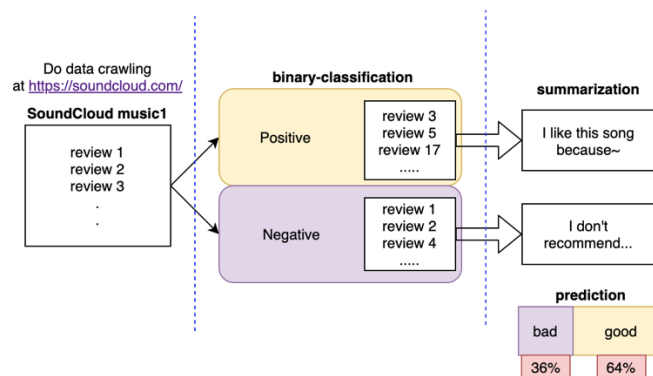 Do data crawling
at https://soundcloud.com/
SoundCloud music1
review 1
review 2
review 3
.
.
binary-classification
Positive
review 3
review 5
review 17
.....
Negative
review 1
review 2
review 4
.....
summarization
I like this song
because~
I don't
recommend...
prediction
bad good
36% 64%